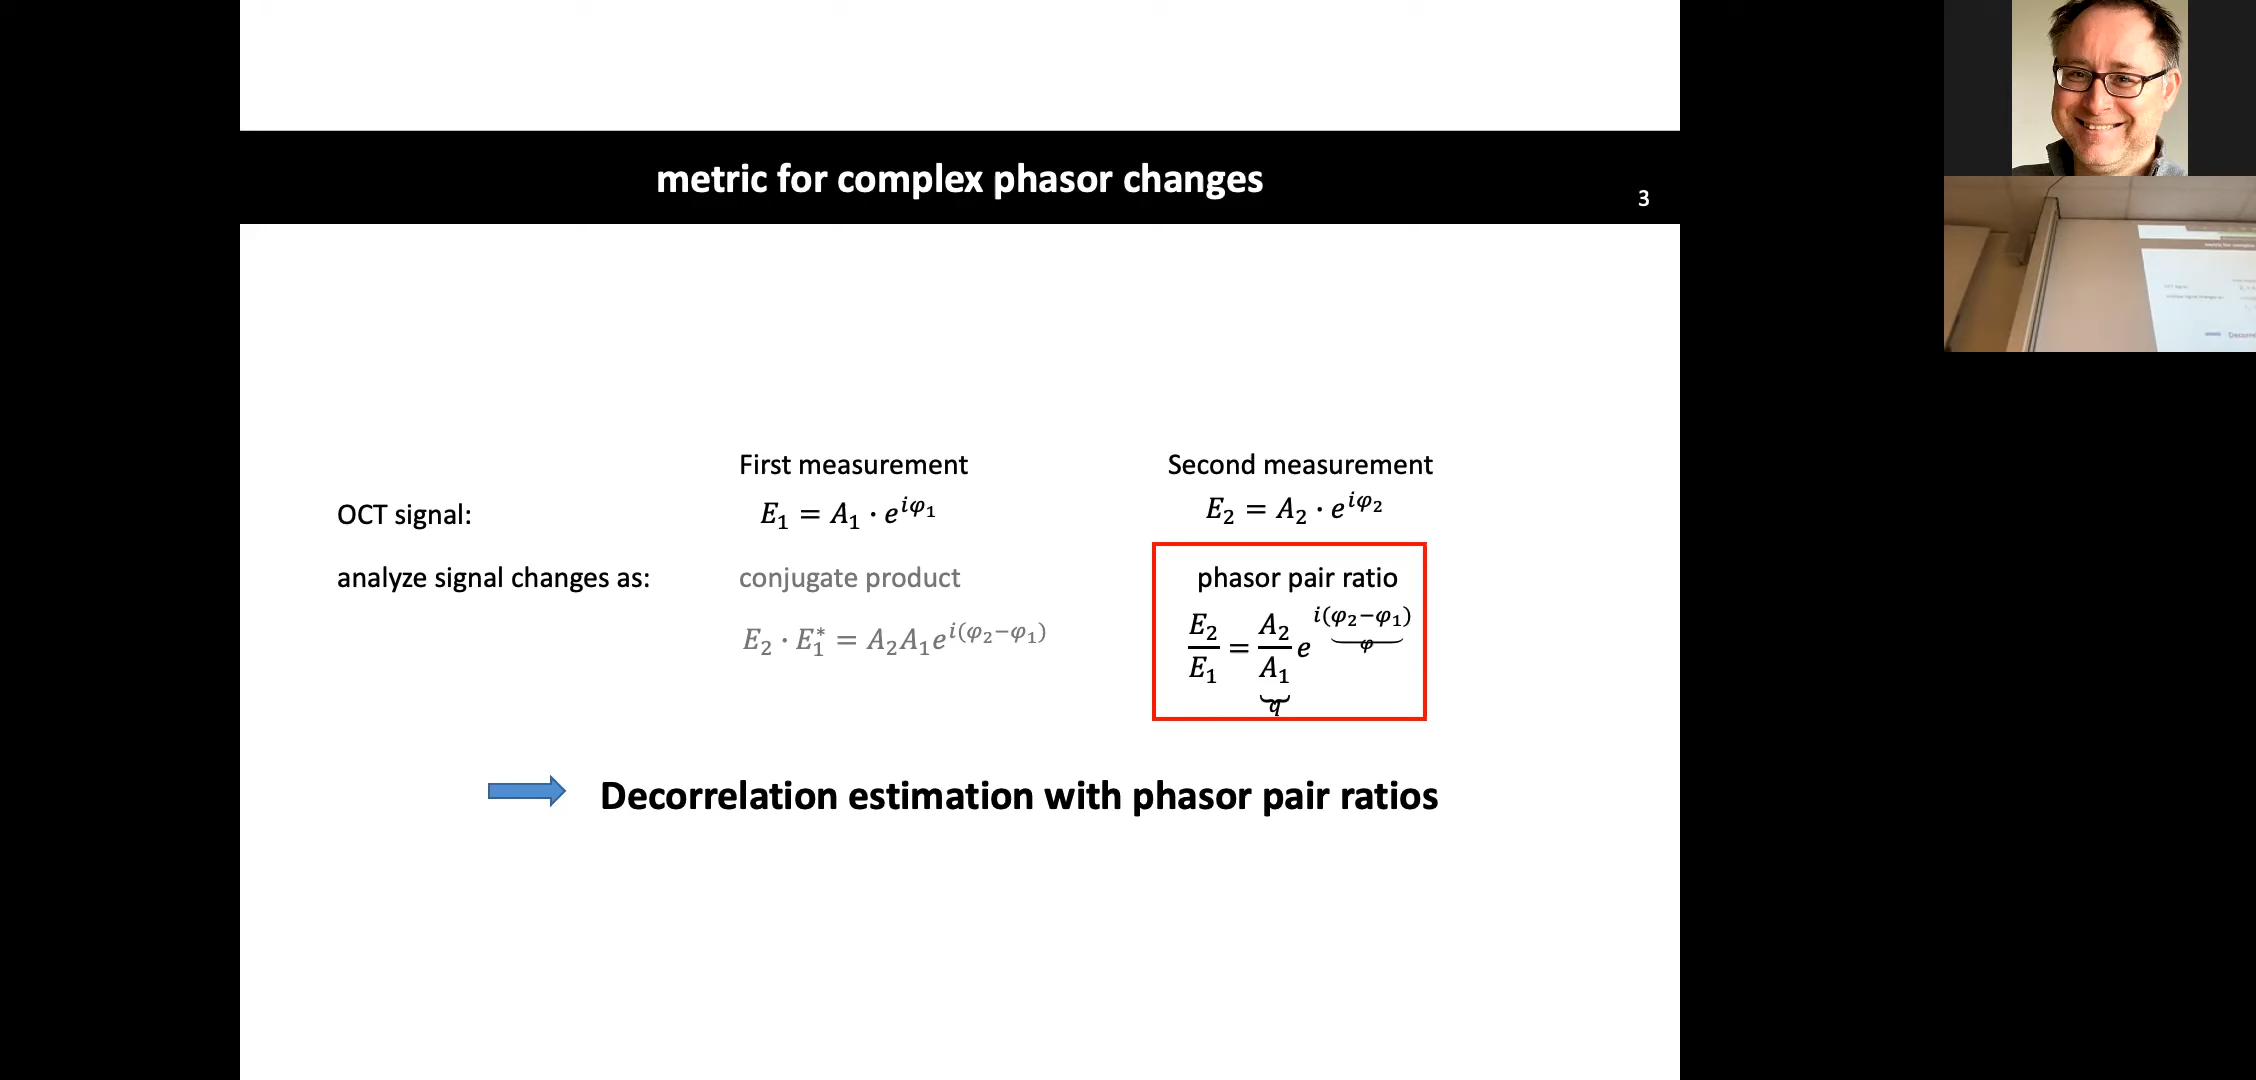 metric for complex phasor changes
3
First measurement Second measurement
OCT signal: E₁ = A₁ · e^{iφ₁} E₂ = A₂ · e^{iφ₂}
analyze signal changes as: conjugate product phasor pair ratio
E₂ · E₁* = A₂A₁e^{i(φ₂−φ₁)} E₂/E₁ = A₂/A₁ e^{i(φ₂−φ₁)}
φ
q
Decorrelation estimation with phasor pair ratios